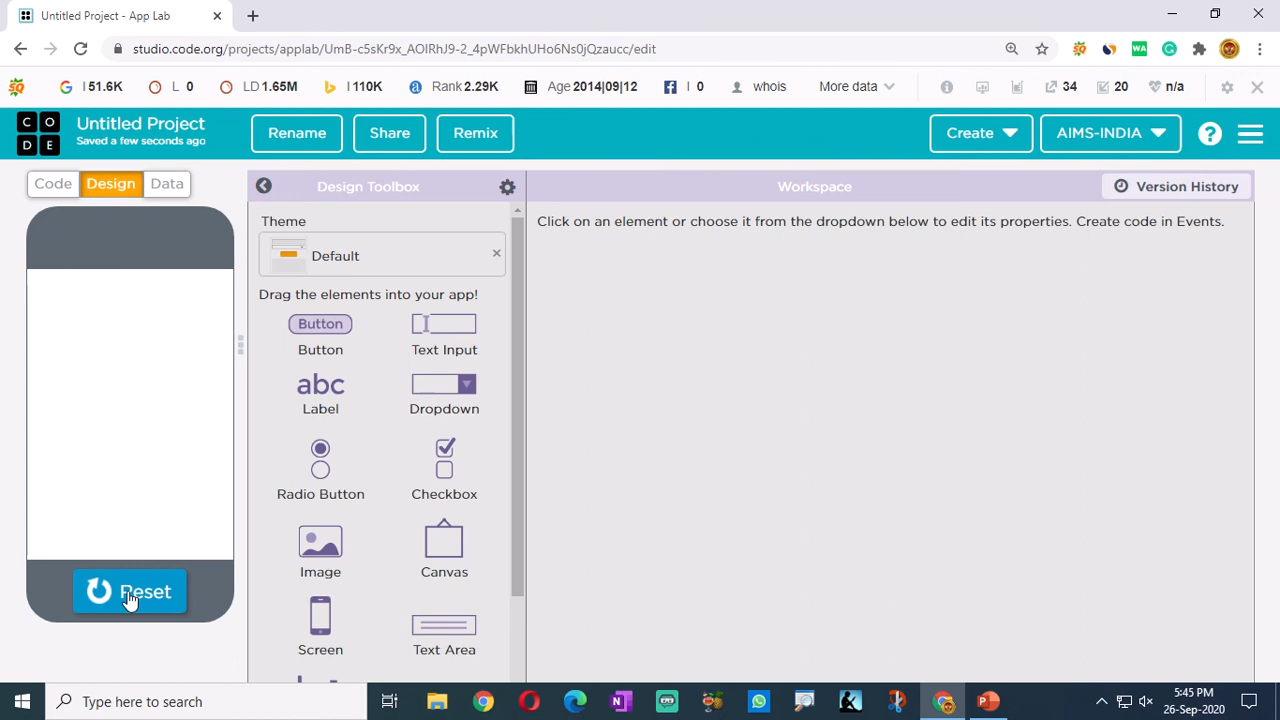 Untitled Project - App Lab
studio.code.org/projects/applab/UmB-c5sKr9x_AOIRhJ9-2_4pWFbkhUHo6Ns0jQzaucc/edit
I 51.6K L 0 LD 1.65M I 110K Rank 2.29K Age 2014|09|12 I 0 whois More data 34 20 n/a
CODE Untitled Project
Saved a few seconds ago
Rename Share Remix Create AIMS-INDIA ?
Code Design Data
Design Toolbox Workspace Version History
Theme
Default
Click on an element or choose it from the dropdown below to edit its properties. Create code in Events.
Drag the elements into your app!
Button
Button Text Input
abc
Label Dropdown
Radio Button Checkbox
Image Canvas
Reset
Screen Text Area
Type here to search
5:45 PM
26-Sep-2020